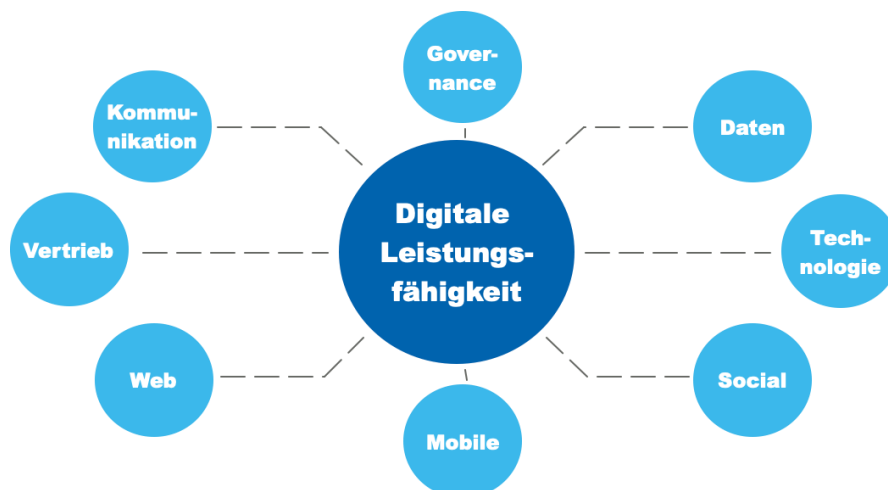 Gover-
nance
Kommu-
nikation
Daten
Digitale
Leistungs-
fähigkeit
Vertrieb
Tech-
nologie
Web
Social
Mobile